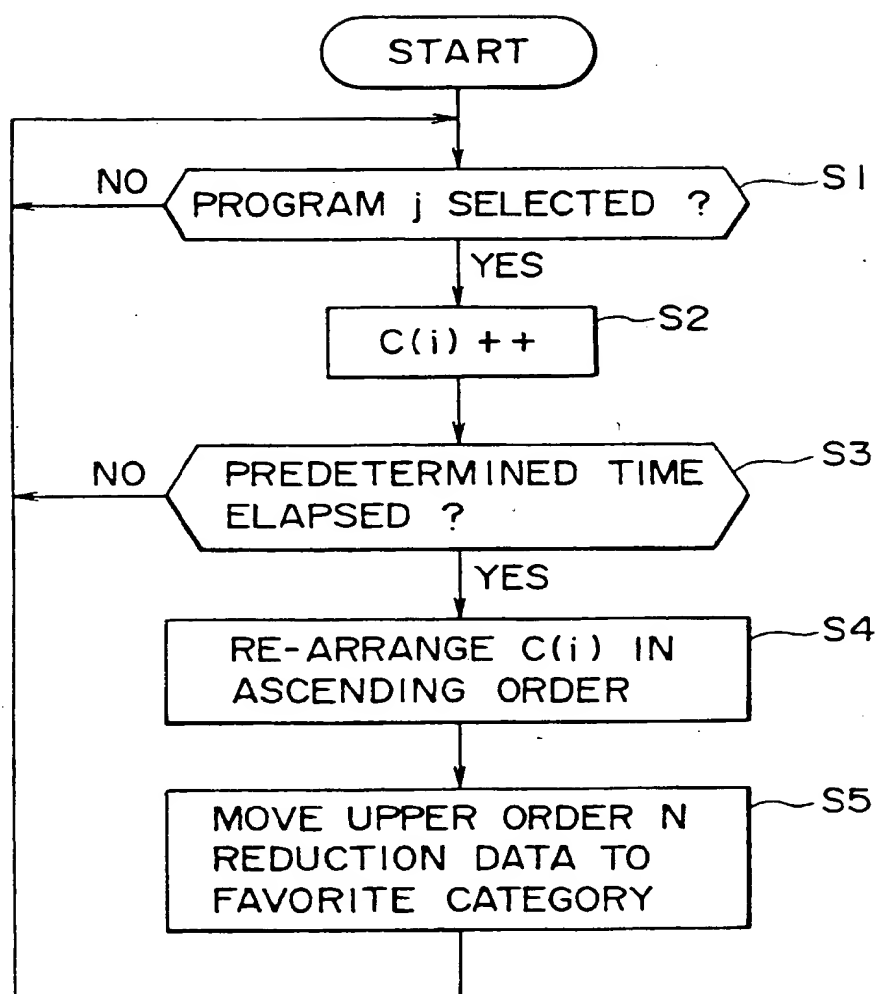 START
NO
PROGRAM j SELECTED ?
S1
YES
C(i) ++
S2
NO
PREDETERMINED TIME
ELAPSED ?
S3
YES
RE-ARRANGE C(i) IN
ASCENDING ORDER
S4
MOVE UPPER ORDER N
REDUCTION DATA TO
FAVORITE CATEGORY
S5